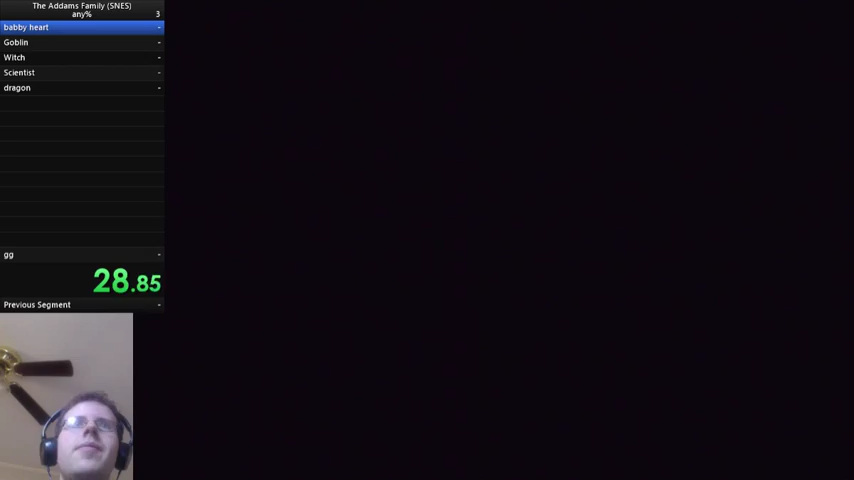 The Addams Family (SNES)
any% 3
babby heart -
Goblin -
Witch -
Scientist -
dragon -
gg -
28.85
Previous Segment -